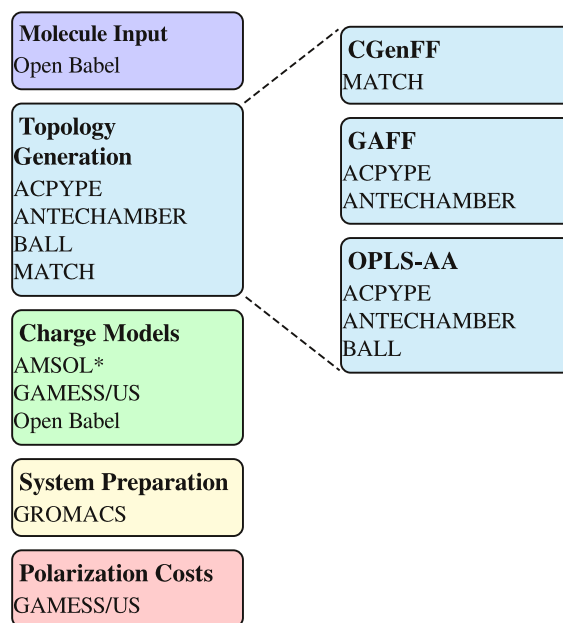 Molecule Input
Open Babel
Topology
Generation
ACPYPE
ANTECHAMBER
BALL
MATCH
Charge Models
AMSOL*
GAMESS/US
Open Babel
System Preparation
GROMACS
Polarization Costs
GAMESS/US
CGenFF
MATCH
GAFF
ACPYPE
ANTECHAMBER
OPLS-AA
ACPYPE
ANTECHAMBER
BALL